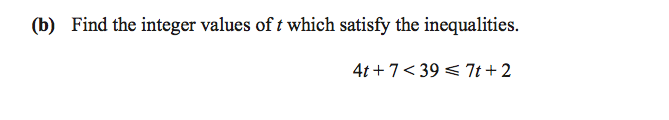 (b) Find the integer values of t which satisfy the inequalities.
4t + 7 < 39 ⩽ 7t + 2